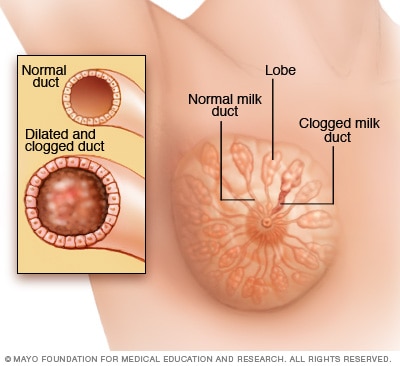 Normal
duct
Dilated and
clogged duct
Lobe
Normal milk
duct
Clogged milk
duct
© MAYO FOUNDATION FOR MEDICAL EDUCATION AND RESEARCH. ALL RIGHTS RESERVED.